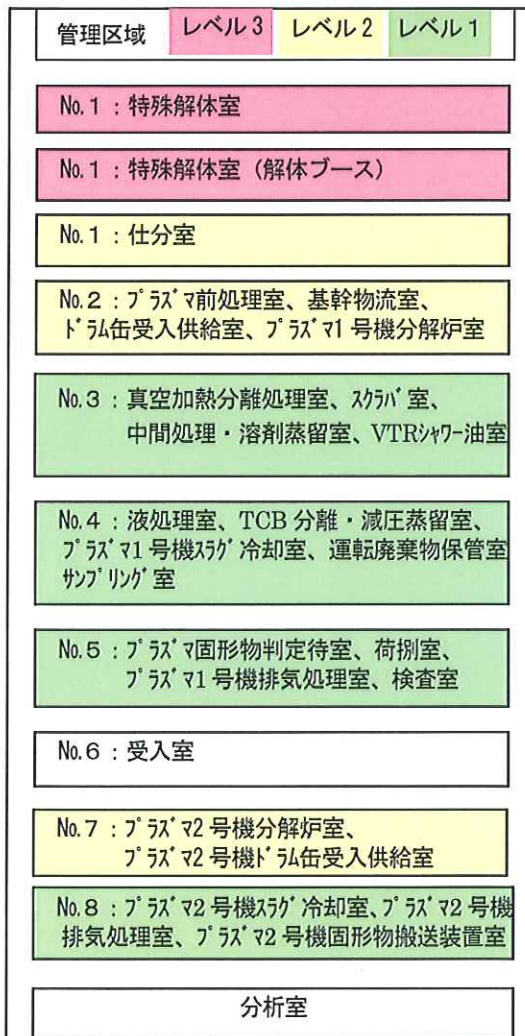 管理区域 レベル3 レベル2 レベル1
No.1：特殊解体室
No.1：特殊解体室（解体ブース）
No.1：仕分室
No.2：プラズマ前処理室、基幹物流室、
ドラム缶受入供給室、プラズマ1号機分解炉室
No.3：真空加熱分離処理室、スクラバ室、
中間処理・溶剤蒸留室、VTRシャワー油室
No.4：液処理室、TCB分離・減圧蒸留室、
プラズマ1号機スラグ冷却室、運転廃棄物保管室
サンプリング室
No.5：プラズマ固形物判定待室、荷捌室、
プラズマ1号機排気処理室、検査室
No.6：受入室
No.7：プラズマ2号機分解炉室、
プラズマ2号機ドラム缶受入供給室
No.8：プラズマ2号機スラグ冷却室、プラズマ2号機
排気処理室、プラズマ2号機固形物搬送装置室
分析室